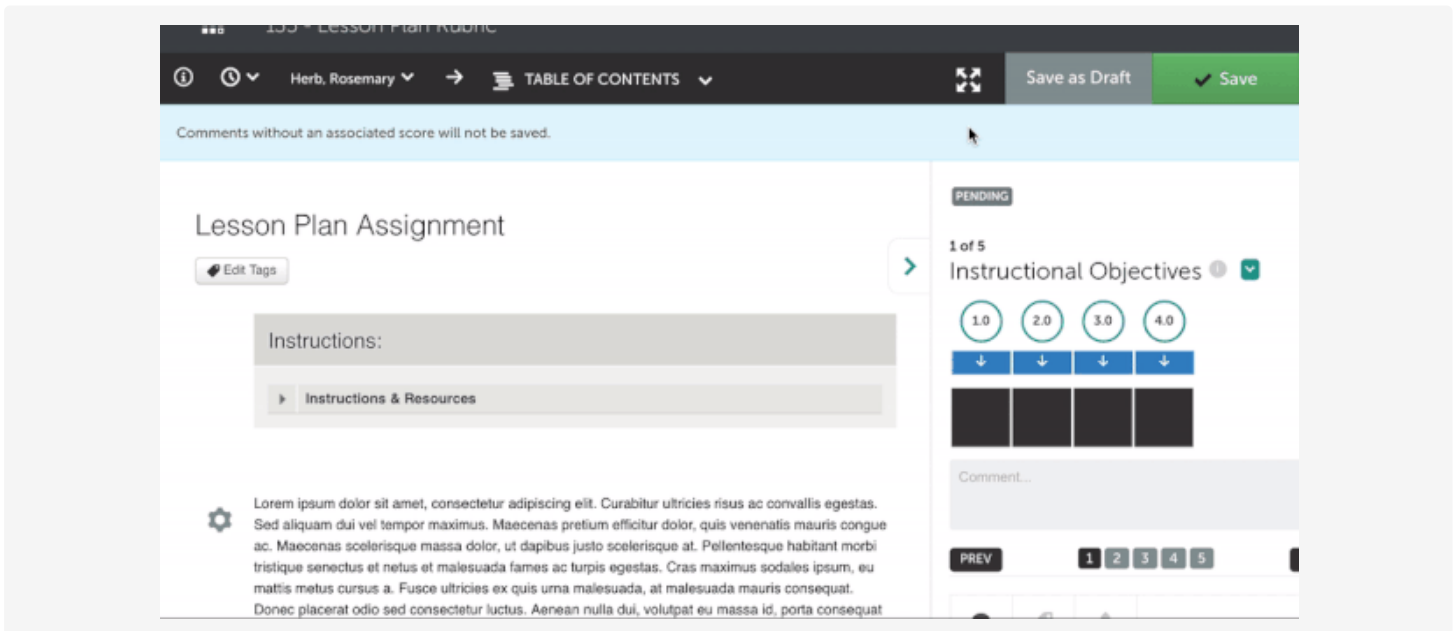 155 - Lesson Plan Rubric
Herb, Rosemary
TABLE OF CONTENTS
Save as Draft
Save
Comments without an associated score will not be saved.
Lesson Plan Assignment
Edit Tags
Instructions:
Instructions & Resources
Lorem ipsum dolor sit amet, consectetur adipiscing elit. Curabitur ultricies risus ac convallis egestas.
Sed aliquam dui vel tempor maximus. Maecenas pretium efficitur dolor, quis venenatis mauris congue
ac. Maecenas scelerisque massa dolor, ut dapibus justo scelerisque at. Pellentesque habitant morbi
tristique senectus et netus et malesuada fames ac turpis egestas. Cras maximus sodales ipsum, eu
mattis metus cursus a. Fusce ultricies ex quis urna malesuada, at malesuada mauris consequat.
Donec placerat odio sed consectetur luctus. Aenean nulla dui, volutpat eu massa id, porta consequat
PENDING
1 of 5
Instructional Objectives
1.0 2.0 3.0 4.0
Comment...
PREV 1 2 3 4 5